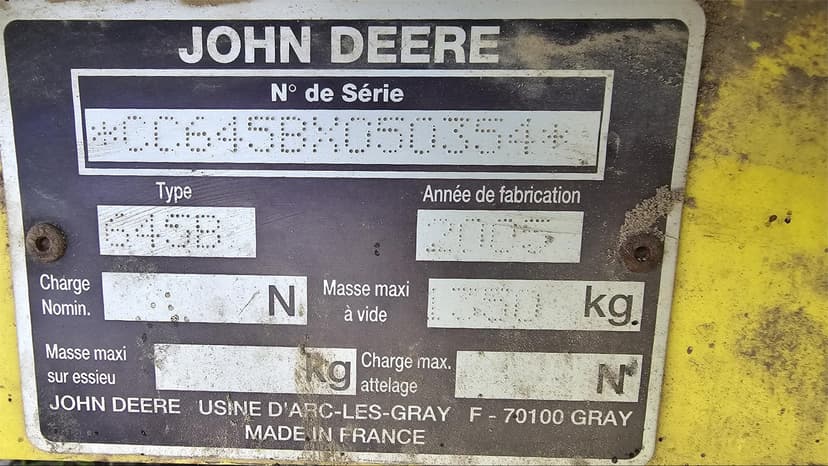 JOHN DEERE
N° de Série
*CC645BX050354*
Type
Année de fabrication
645B
2005
Charge Nomin.
N
Masse maxi à vide
1350 kg
Masse maxi sur essieu
kg
Charge max. attelage
N
JOHN DEERE USINE D'ARC-LES-GRAY F - 70100 GRAY
MADE IN FRANCE